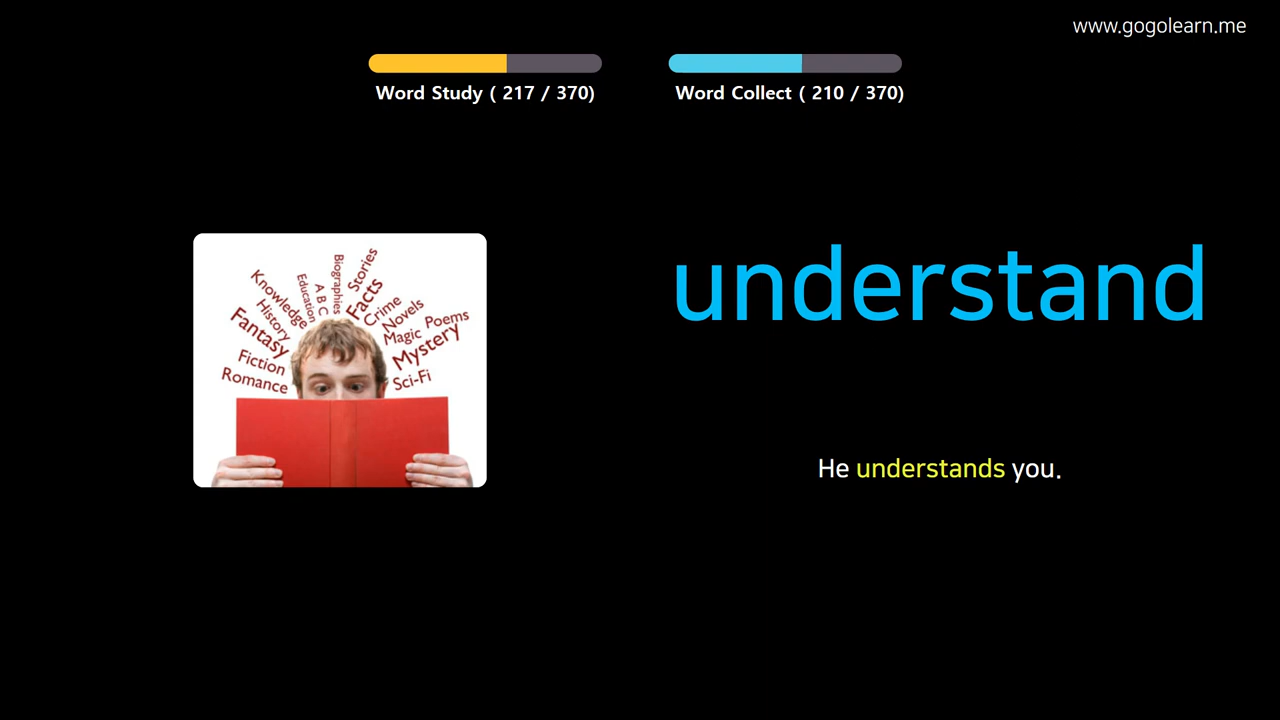 www.gogolearn.me
Word Study ( 217 / 370)
Word Collect ( 210 / 370)
understand
He understands you.
Knowledge
History
Fantasy
Fiction
Romance
Education
A B C
Biographies
Stories
Facts
Crime
Novels
Magic
Poems
Mystery
Sci-Fi